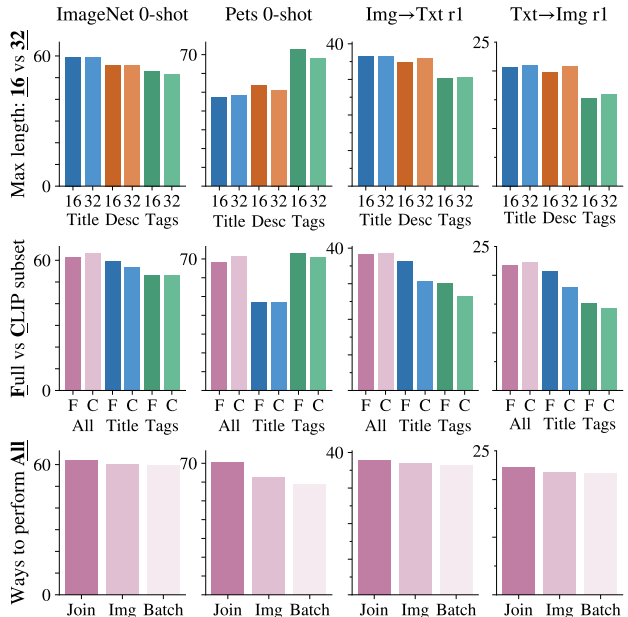 ImageNet 0-shot
Pets 0-shot
Img→Txt r1
Txt→Img r1
Max length: 16 vs 32
60
0
70
40
25
16 32 16 32 16 32
Title Desc Tags
16 32 16 32 16 32
Title Desc Tags
16 32 16 32 16 32
Title Desc Tags
16 32 16 32 16 32
Title Desc Tags
Full vs CLIP subset
60
0
70
40
25
F C F C F C
All Title Tags
F C F C F C
All Title Tags
F C F C F C
All Title Tags
F C F C F C
All Title Tags
Ways to perform All
60
0
70
40
25
Join Img Batch
Join Img Batch
Join Img Batch
Join Img Batch